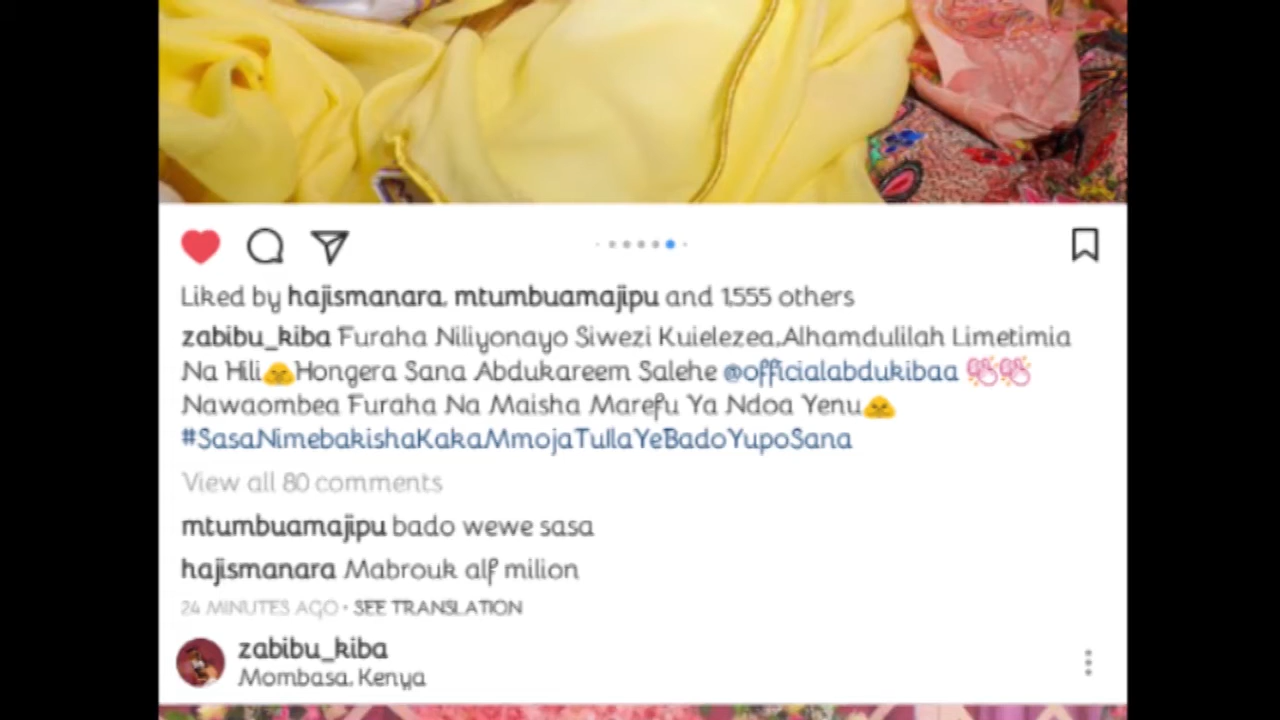 Liked by hajismanara, mtumbuamajipu and 1,555 others
zabibu_kiba Furaha Niliyonayo Siwezi Kuielezea,Alhamdulilah Limetimia
Na Hili🙏Hongera Sana Abdukareem Salehe @officialabdukibaa 💞💞
Nawaombea Furaha Na Maisha Marefu Ya Ndoa Yenu🙏
#SasaNimebakishaKakaMmojaTullaYeBadoYupoSana
View all 80 comments
mtumbuamajipu bado wewe sasa
hajismanara Mabrouk alf milion
24 MINUTES AGO • SEE TRANSLATION
zabibu_kiba
Mombasa, Kenya